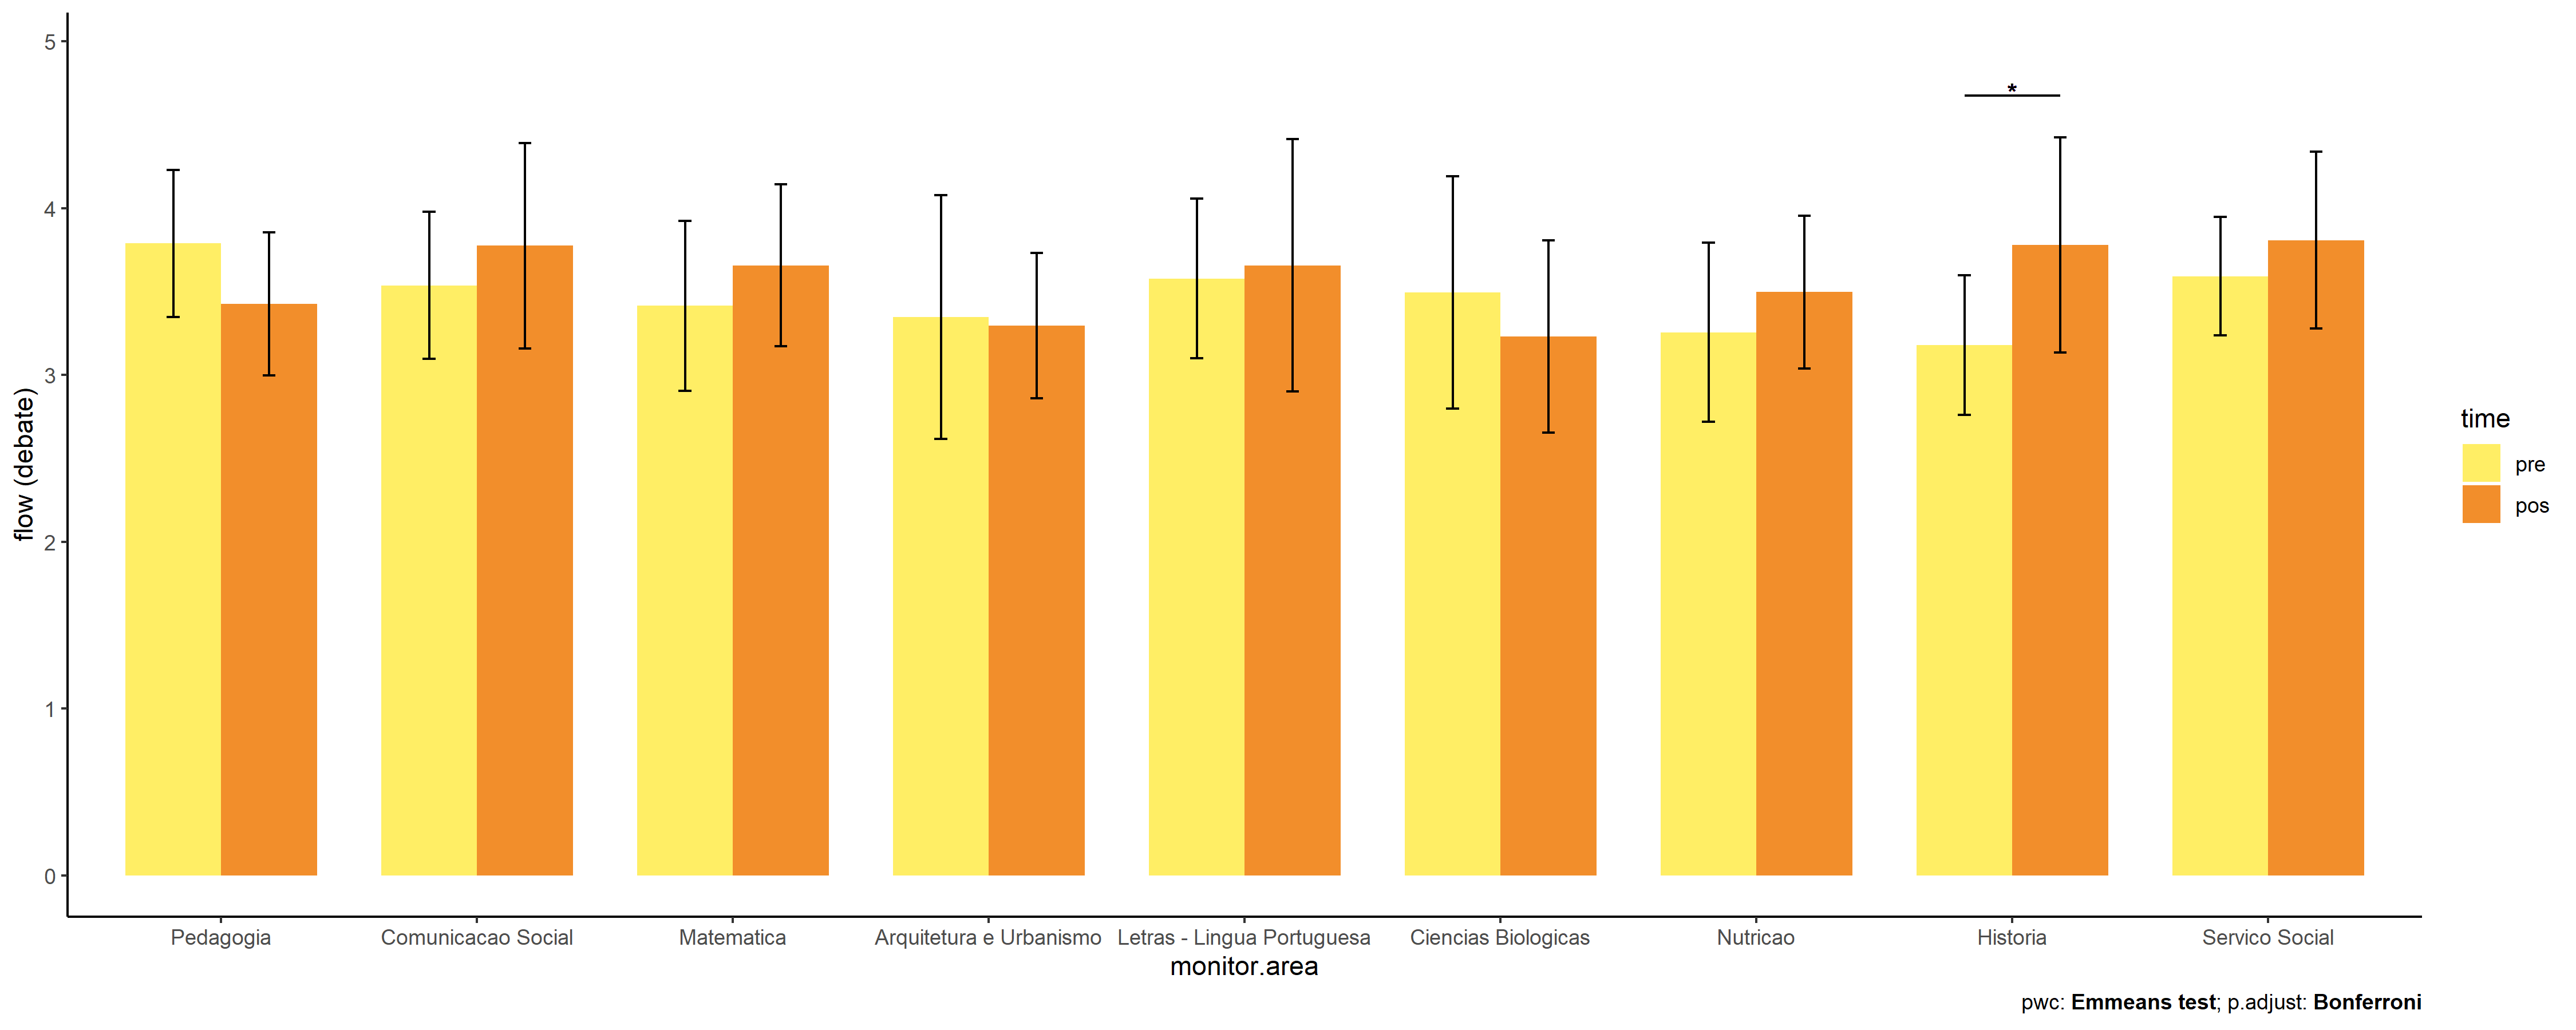 5
4
3
2
1
0
flow (debate)
*
time
pre
pos
Pedagogia
Comunicacao Social
Matematica
Arquitetura e Urbanismo
Letras - Lingua Portuguesa
Ciencias Biologicas
Nutricao
Historia
Servico Social
monitor.area
pwc: Emmeans test; p.adjust: Bonferroni